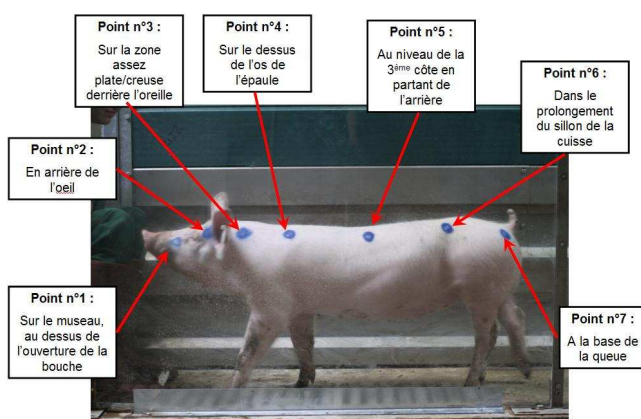 Point n°3 :
Sur la zone
assez
plate/creuse
derrière l'oreille
Point n°4 :
Sur le dessus
de l'os de
l'épaule
Point n°5 :
Au niveau de la
3ème côte en
partant de
l'arrière
Point n°6 :
Dans le
prolongement
du sillon de la
cuisse
Point n°2 :
En arrière de
l'oeil
Point n°1 :
Sur le museau,
au dessus de
l'ouverture de la
bouche
Point n°7 :
A la base de
la queue